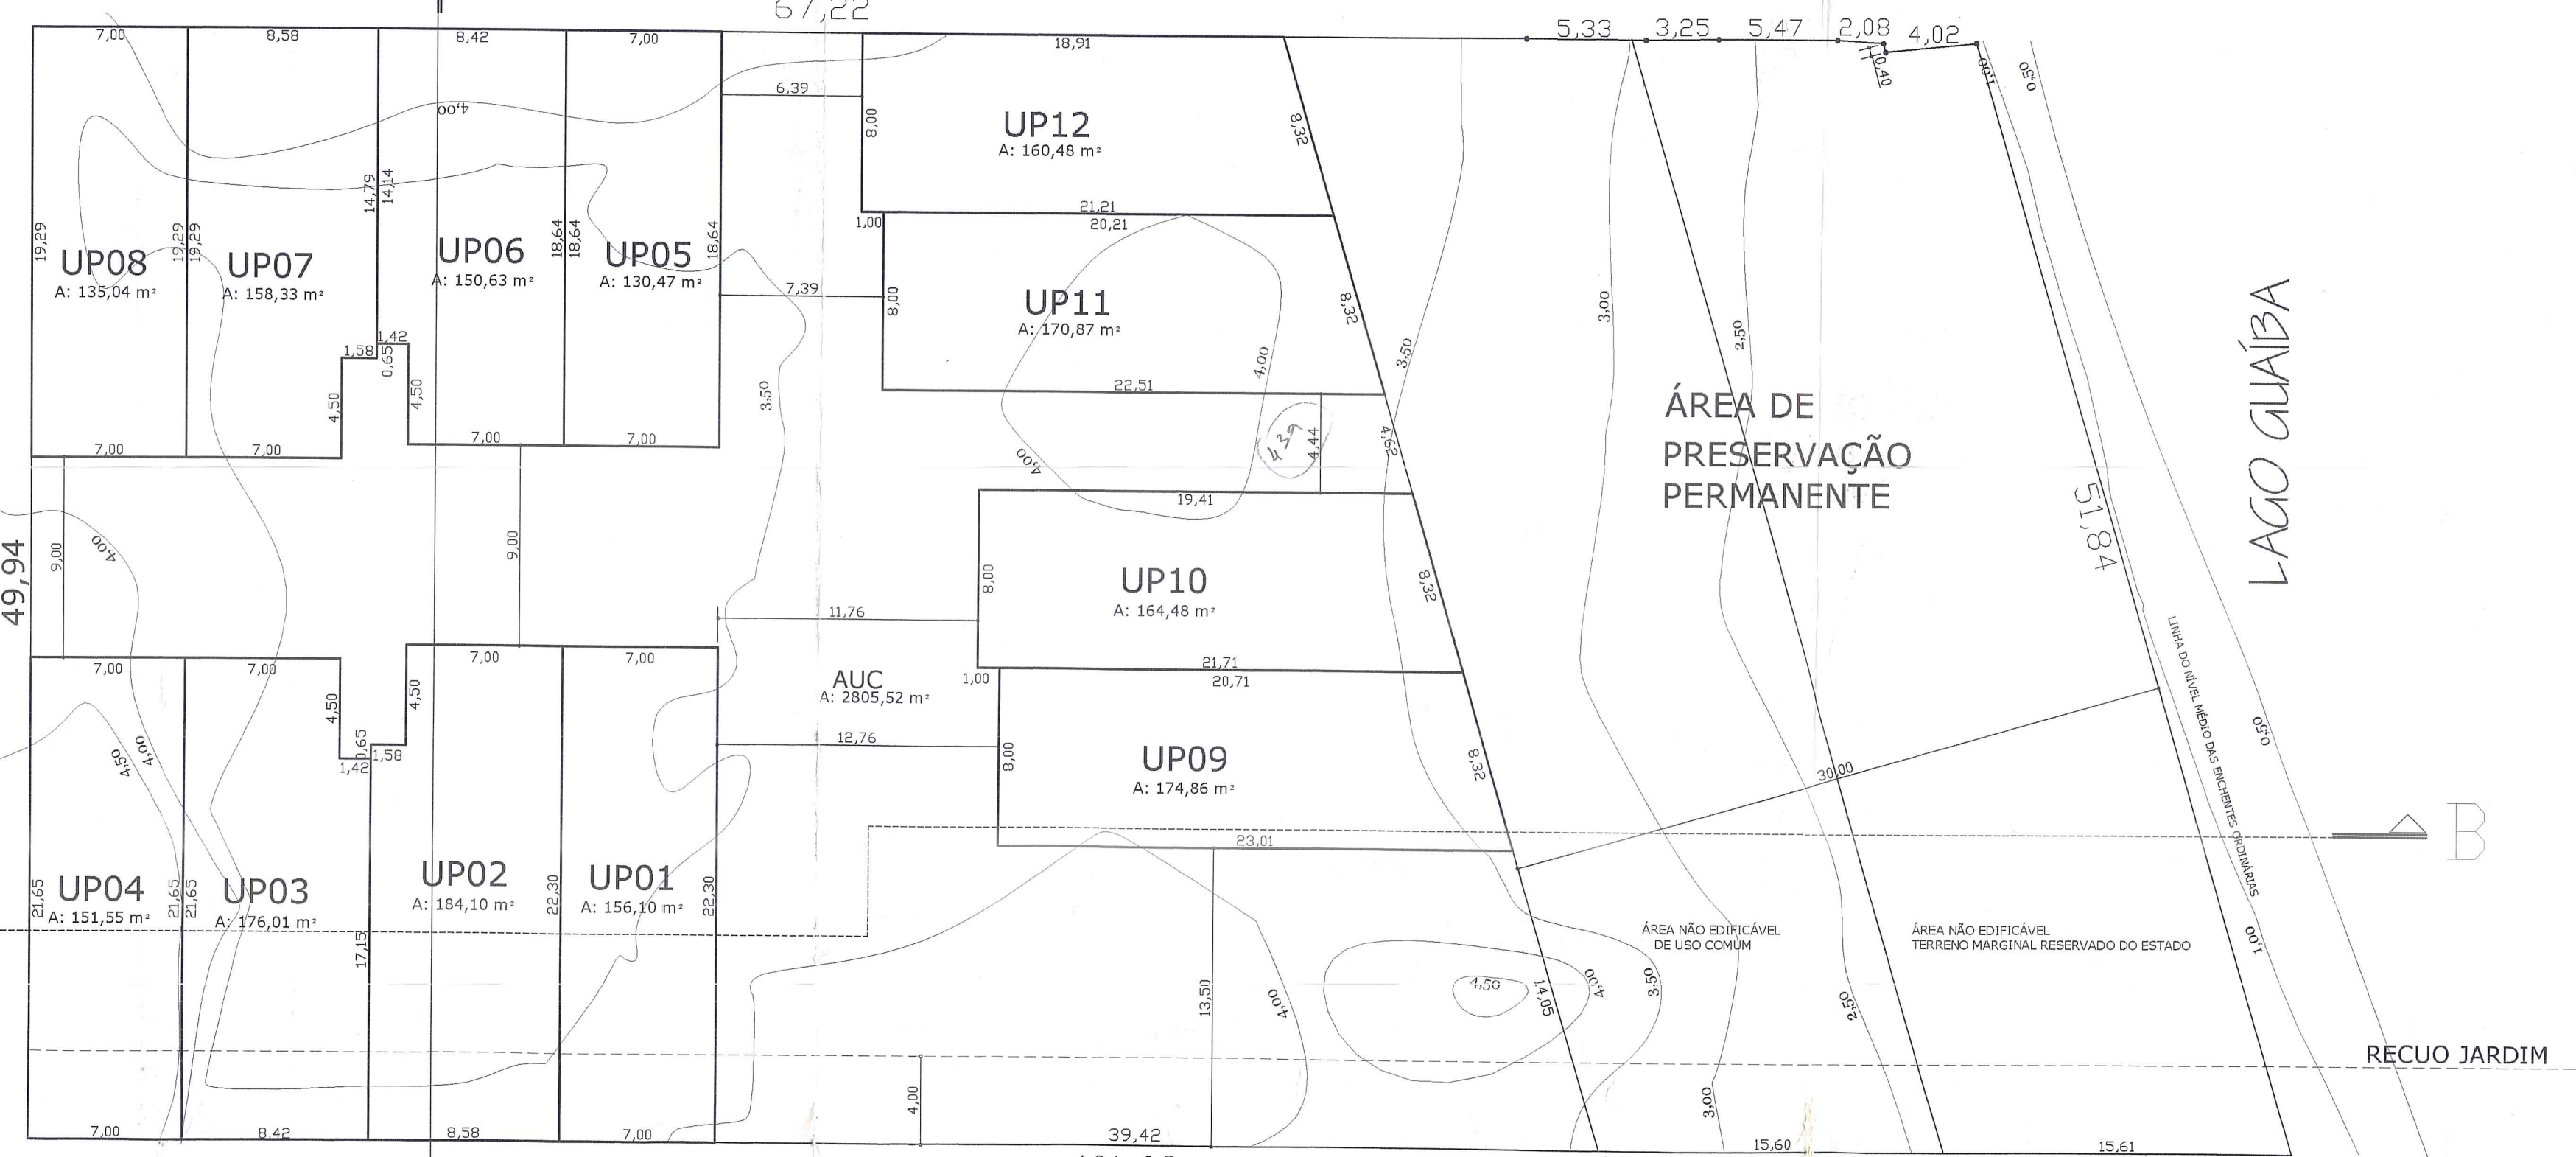 67,22
7,00
8,58
8,42
7,00
18,91
5,33
3,25
5,47
2,08
4,02
0,40
1,00
0,50
4,00
6,39
8,00
UP12
A: 160,48 m²
8,32
21,21
1,00
20,21
14,79
14,14
19,29
19,29
19,29
18,64
18,64
18,64
UP08
A: 135,04 m²
UP07
A: 158,33 m²
UP06
A: 150,63 m²
UP05
A: 130,47 m²
7,39
8,00
UP11
A: 170,87 m²
8,32
3,50
3,00
2,50
LAGO GUAÍBA
1,42
1,58
0,65
4,50
4,50
3,50
22,51
4,00
ÁREA DE
PRESERVAÇÃO
PERMANENTE
7,00
7,00
7,00
7,00
4,00
439
4,44
4,62
19,41
51,84
49,94
9,00
4,00
9,00
11,76
8,00
UP10
A: 164,48 m²
8,32
21,71
1,00
20,71
LINHA DO NÍVEL MÉDIO DAS ENCHENTES ORDINÁRIAS
7,00
7,00
7,00
7,00
4,50
4,50
0,65
1,42
1,58
AUC
A: 2805,52 m²
12,76
8,00
UP09
A: 174,86 m²
8,32
23,01
30,00
0,50
B
4,50
4,00
UP04
A: 151,55 m²
UP03
A: 176,01 m²
UP02
A: 184,10 m²
UP01
A: 156,10 m²
21,65
21,65
21,65
17,15
22,30
22,30
ÁREA NÃO EDIFICÁVEL
DE USO COMUM
ÁREA NÃO EDIFICÁVEL
TERRENO MARGINAL RESERVADO DO ESTADO
1,00
13,50
4,00
4,50
14,05
4,00
3,50
2,50
RECUO JARDIM
4,00
3,00
7,00
8,42
8,58
7,00
39,42
15,60
15,61